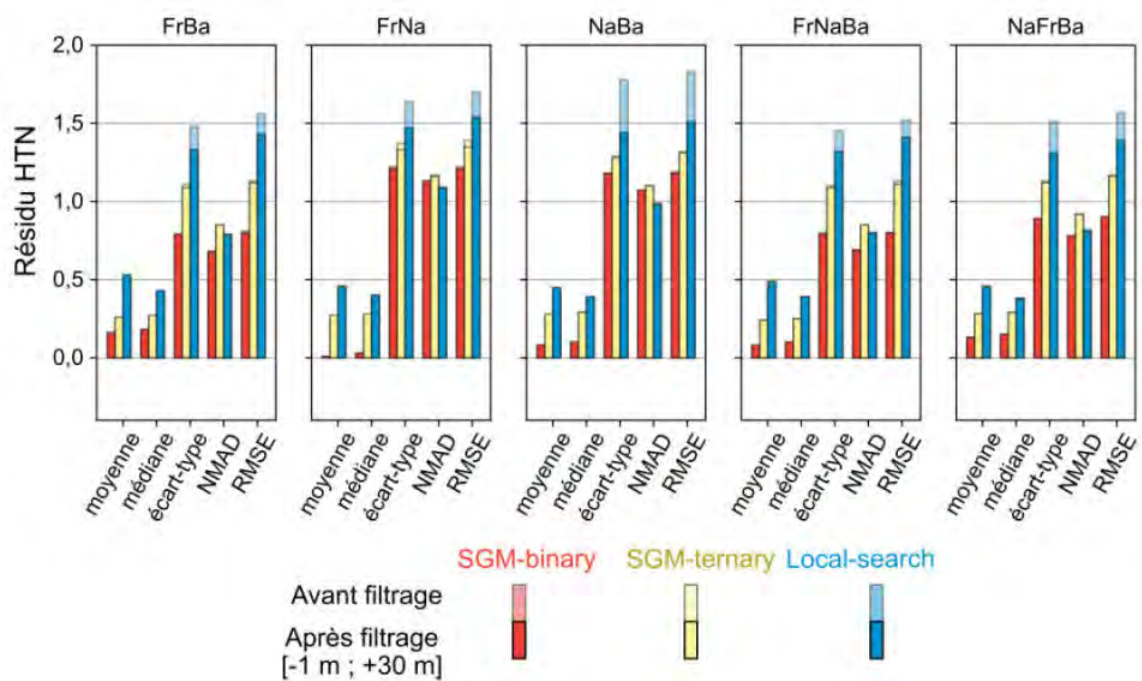 FrBa FrNa NaBa FrNaBa NaFrBa
Résidu HTN
2,0
1,5
1,0
0,5
0,0
moyenne médiane écart-type NMAD RMSE moyenne médiane écart-type NMAD RMSE moyenne médiane écart-type NMAD RMSE moyenne médiane écart-type NMAD RMSE moyenne médiane écart-type NMAD RMSE
SGM-binary SGM-ternary Local-search
Avant filtrage
Après filtrage
[-1 m ; +30 m]